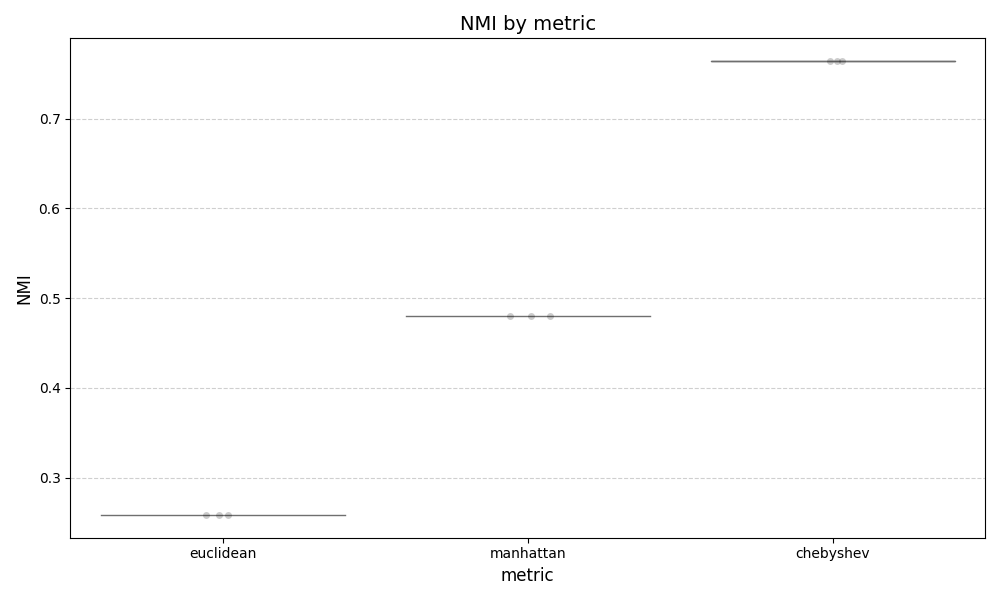 NMI by metric
NMI
0.7
0.6
0.5
0.4
0.3
euclidean
manhattan
chebyshev
metric